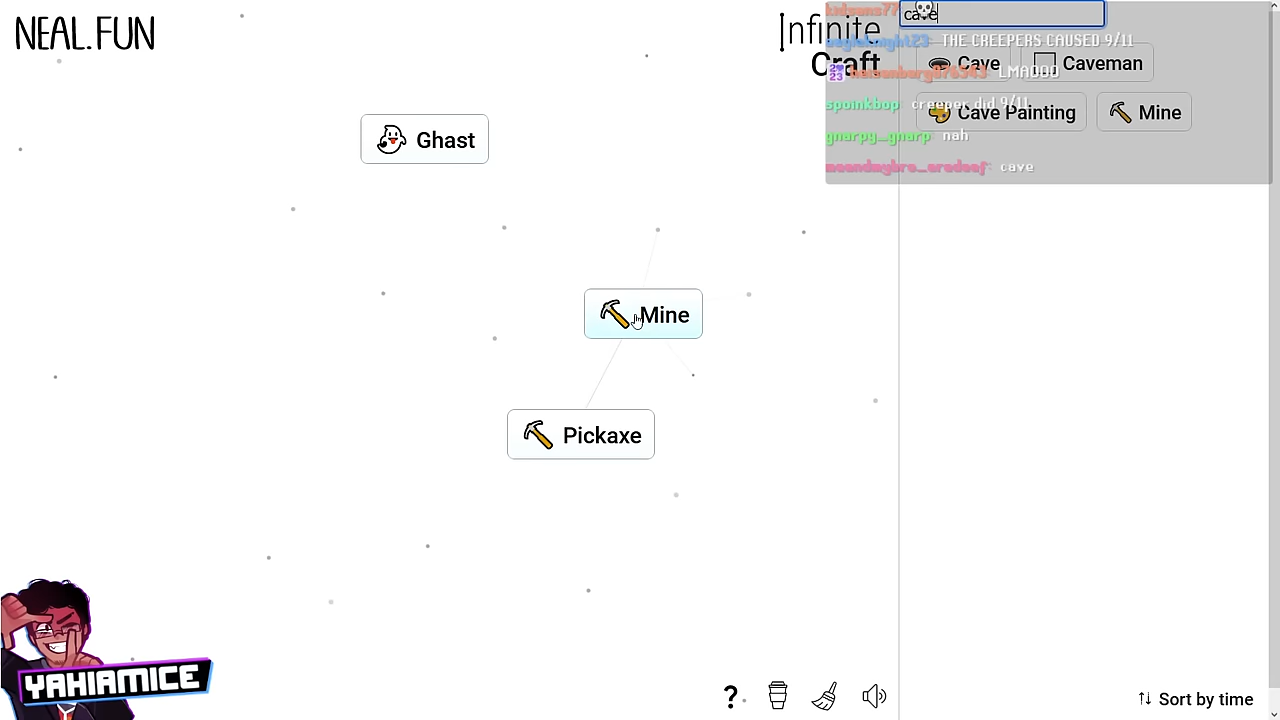 NEAL.FUN
Infinite
Craft
cave
THE CREEPERS CAUSED 9/11
Cave
Caveman
LMAOOO
spoinkbop creeper did 9/11
Cave Painting
Mine
gnarpy_gnarp nah
cave
Ghast
Mine
Pickaxe
YAHIAMICE
?
Sort by time